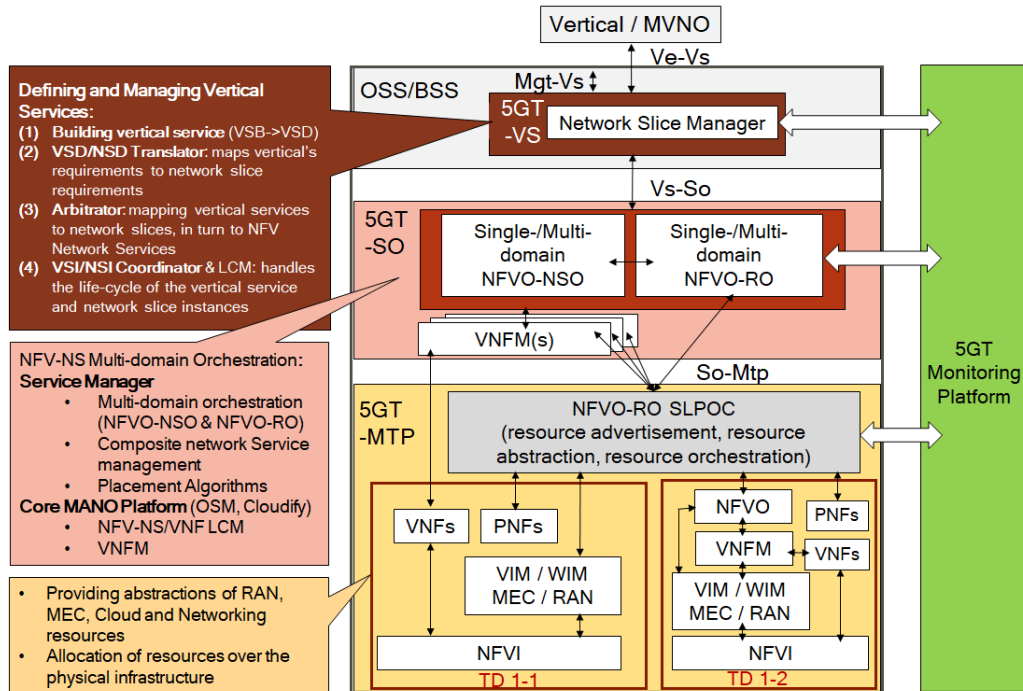 Vertical / MVNO
Ve-Vs
Mgt-Vs
OSS/BSS
5GT
-VS
Network Slice Manager
Vs-So
5GT
-SO
Single-/Multi-
domain
NFVO-NSO
Single-/Multi-
domain
NFVO-RO
VNFM(s)
So-Mtp
5GT
-MTP
NFVO-RO SLPOC
(resource advertisement, resource
abstraction, resource orchestration)
VNFs
PNFs
VIM / WIM
MEC / RAN
NFVI
TD 1-1
NFVO
PNFs
VNFM
VNFs
VIM / WIM
MEC / RAN
NFVI
TD 1-2
5GT
Monitoring
Platform
Defining and Managing Vertical
Services:
(1) Building vertical service (VSB->VSD)
(2) VSD/NSD Translator: maps vertical's
requirements to network slice
requirements
(3) Arbitrator: mapping vertical services
to network slices, in turn to NFV
Network Services
(4) VSI/NSI Coordinator & LCM: handles
the life-cycle of the vertical service
and network slice instances
NFV-NS Multi-domain Orchestration:
Service Manager
• Multi-domain orchestration
(NFVO-NSO & NFVO-RO)
• Composite network Service
management
• Placement Algorithms
Core MANO Platform (OSM, Cloudify)
• NFV-NS/VNF LCM
• VNFM
• Providing abstractions of RAN,
MEC, Cloud and Networking
resources
• Allocation of resources over the
physical infrastructure